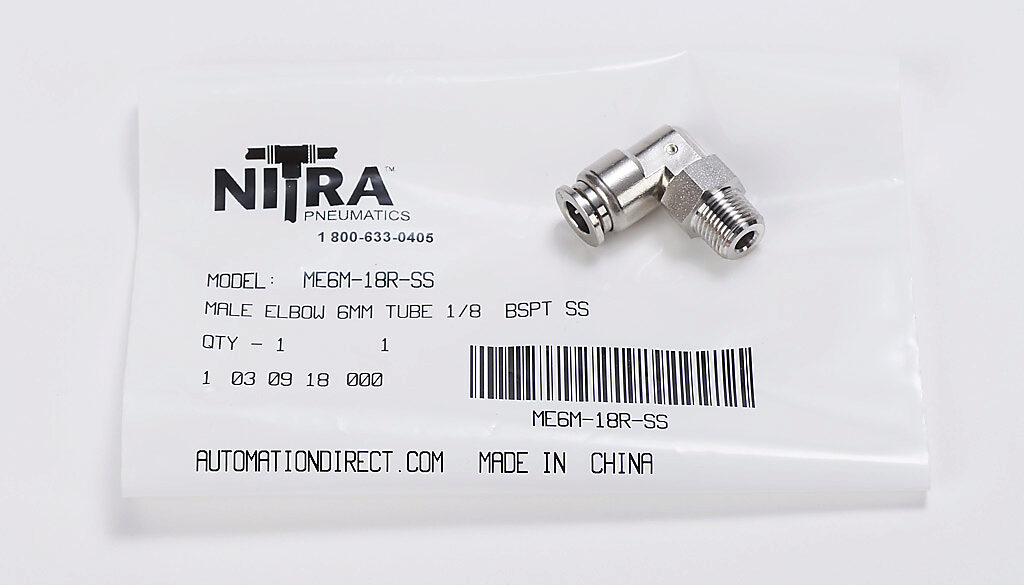 NITRA™
PNEUMATICS
1 800-633-0405
MODEL: ME6M-18R-SS
MALE ELBOW 6MM TUBE 1/8 BSPT SS
QTY - 1 1
1 03 09 18 000
ME6M-18R-SS
AUTOMATIONDIRECT.COM MADE IN CHINA